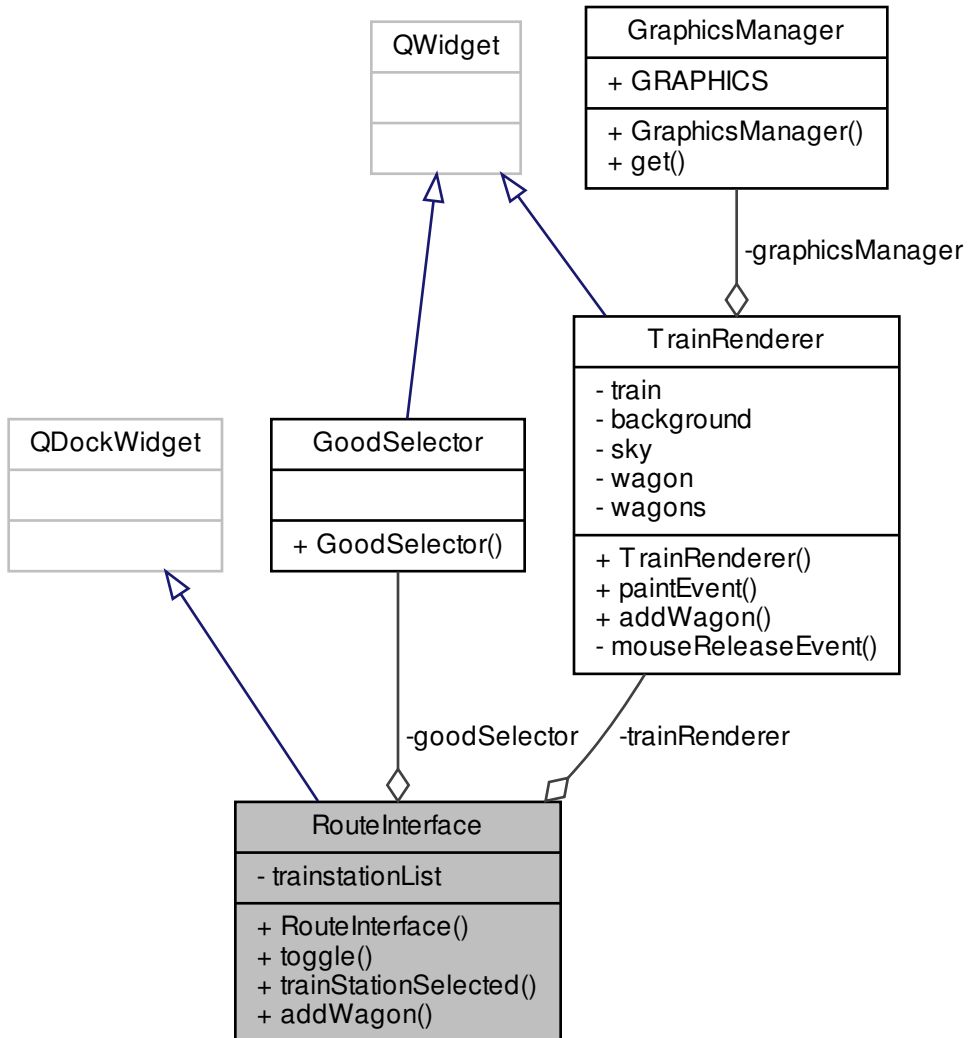 GraphicsManager
+ GRAPHICS
+ GraphicsManager()
+ get()
QWidget
-graphicsManager
TrainRenderer
- train
- background
- sky
- wagon
- wagons
+ TrainRenderer()
+ paintEvent()
+ addWagon()
- mouseReleaseEvent()
GoodSelector
+ GoodSelector()
QDockWidget
-goodSelector
-trainRenderer
RouteInterface
- trainstationList
+ RouteInterface()
+ toggle()
+ trainStationSelected()
+ addWagon()